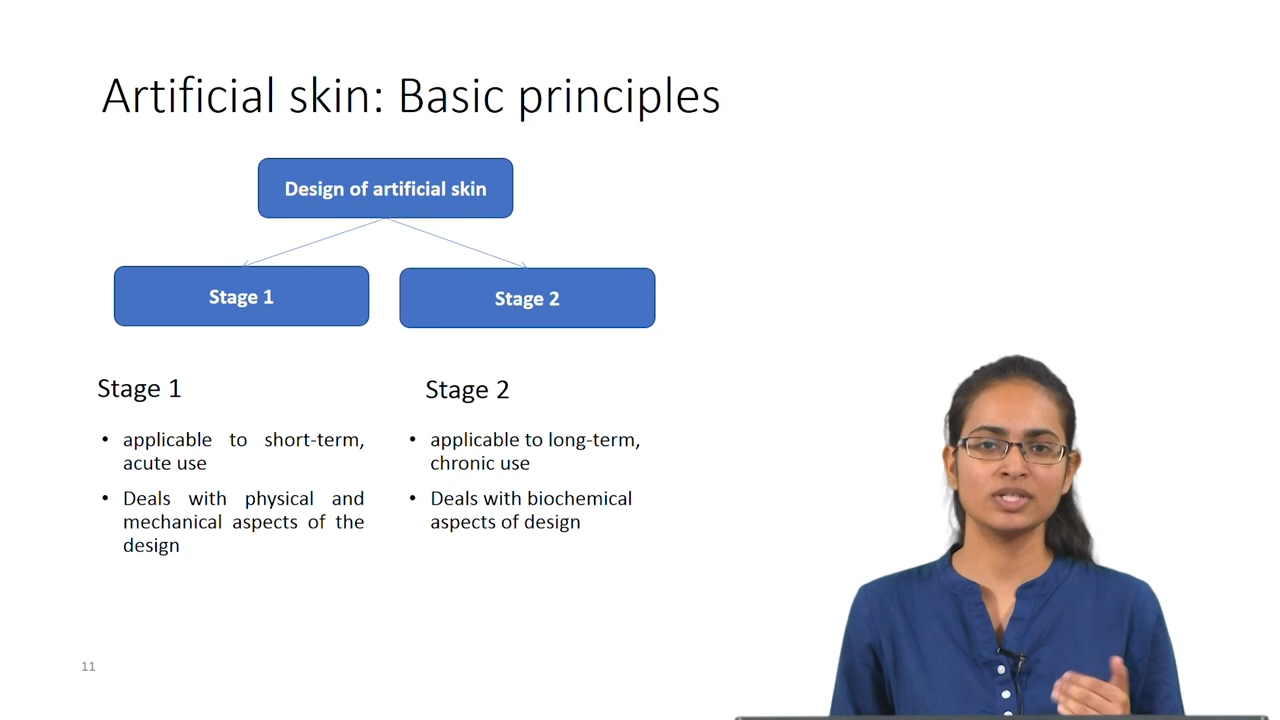 Artificial skin: Basic principles
Design of artificial skin
Stage 1
Stage 2
Stage 1
• applicable to short-term,
acute use
• Deals with physical and
mechanical aspects of the
design
Stage 2
• applicable to long-term,
chronic use
• Deals with biochemical
aspects of design
11